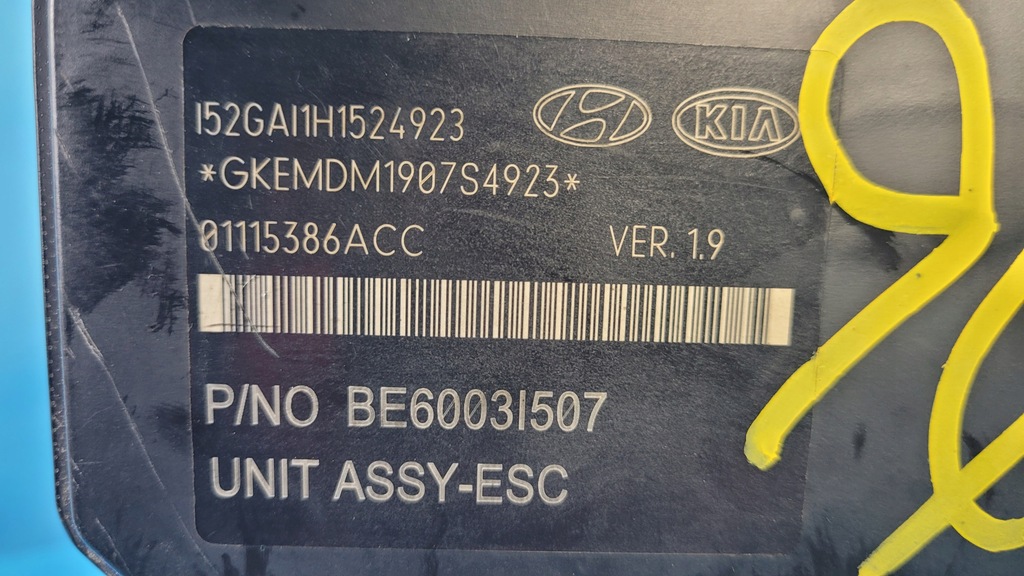 I52GAI1H1524923
KIA
*GKEMDM1907S4923*
01115386ACC VER. 1.9
P/NO BE6003I507
UNIT ASSY-ESC